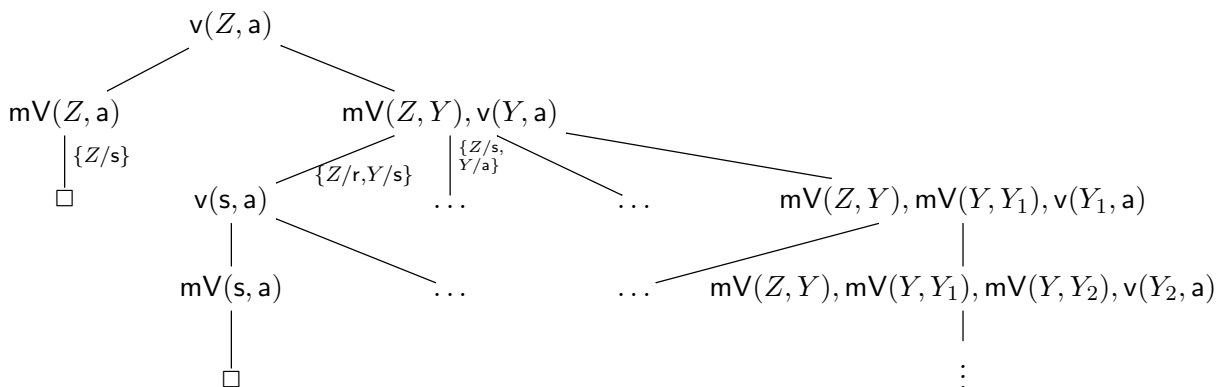 v(Z, a)
mV(Z, a)
mV(Z, Y), v(Y, a)
{Z/s}
{Z/r,Y/s}
{Z/s,
Y/a}
□
v(s, a)
...
...
mV(Z, Y), mV(Y, Y₁), v(Y₁, a)
mV(s, a)
...
...
mV(Z, Y), mV(Y, Y₁), mV(Y, Y₂), v(Y₂, a)
□
⋮